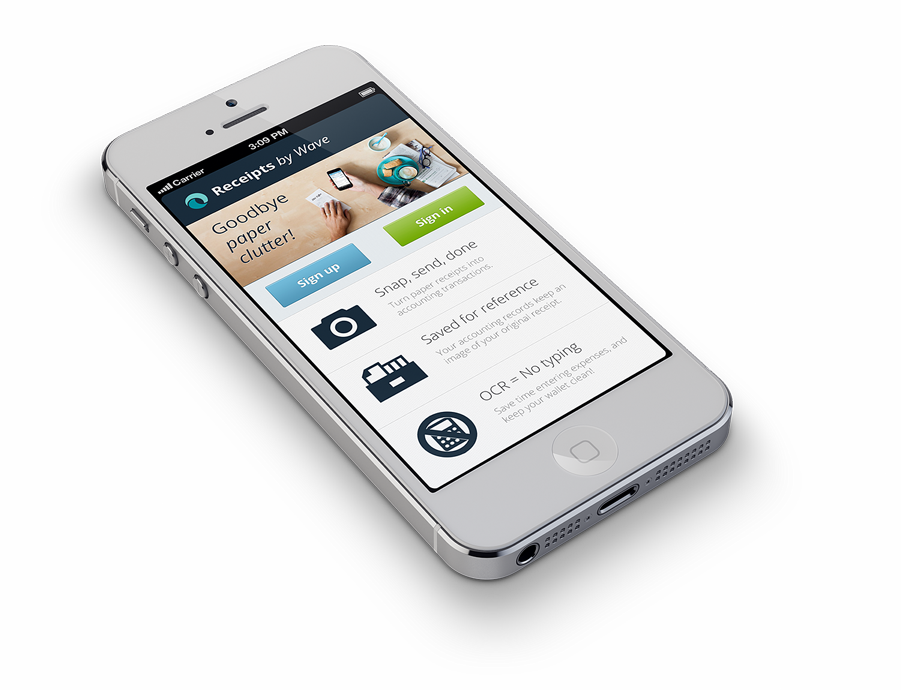 Carrier 3:09 PM
Receipts by Wave
Goodbye
paper
clutter!
Sign up Sign in
Snap, send, done
Turn paper receipts into
accounting transactions.
Saved for reference
Your accounting records keep an
image of your original receipt.
OCR = No typing
Save time entering expenses, and
keep your wallet clean!